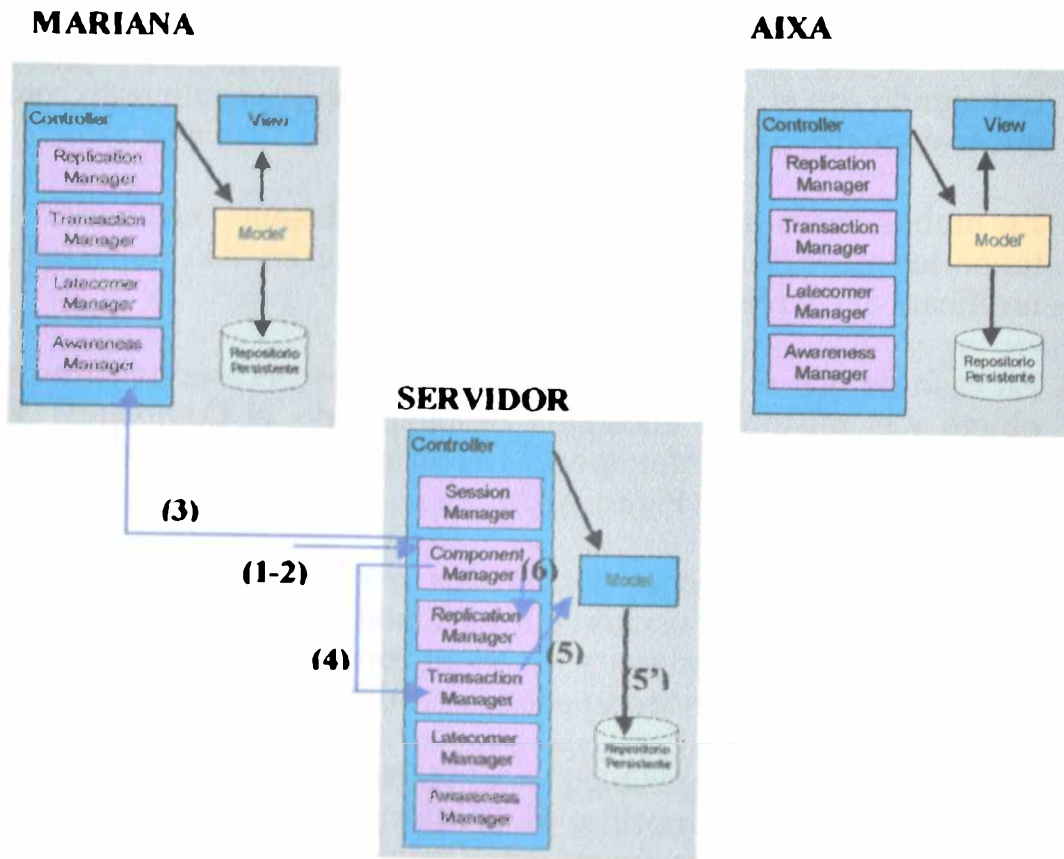 MARIANA
Controller
Replication
Manager
Transaction
Manager
Latecomer
Manager
Awareness
Manager
View
Model'
Repositorio
Persistente
AIXA
Controller
Replication
Manager
Transaction
Manager
Latecomer
Manager
Awareness
Manager
View
Model'
Repositorio
Persistente
SERVIDOR
Controller
Session
Manager
Component
Manager
Replication
Manager
Transaction
Manager
Latecomer
Manager
Awareness
Manager
Model
Repositorio
Persistente
(3)
(1-2)
(4)
(6)
(5)
(5')